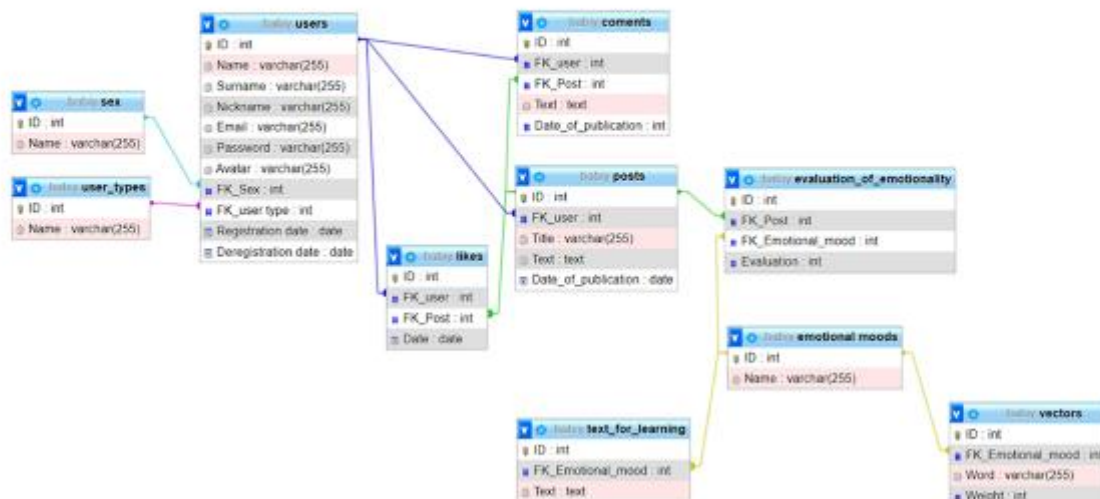 users
ID : int
Name : varchar(255)
Surname : varchar(255)
Nickname : varchar(255)
Email : varchar(255)
Password : varchar(255)
Avatar : varchar(255)
FK_Sex : int
FK_user type : int
Registration date : date
Deregistration date : date
coments
ID : int
FK_user : int
FK_Post : int
Text : text
Date_of_publication : int
sex
ID : int
Name : varchar(255)
user_types
ID : int
Name : varchar(255)
posts
ID : int
FK_user : int
Title : varchar(255)
Text : text
Date_of_publication : date
evaluation_of_emotionality
ID : int
FK_Post : int
FK_Emotional_mood : int
Evaluation : int
likes
ID : int
FK_user : int
FK_Post : int
Date : date
emotional moods
ID : int
Name : varchar(255)
text_for_learning
ID : int
FK_Emotional_mood : int
Text : text
vectors
ID : int
FK_Emotional_mood : int
Word : varchar(255)
Weight : int